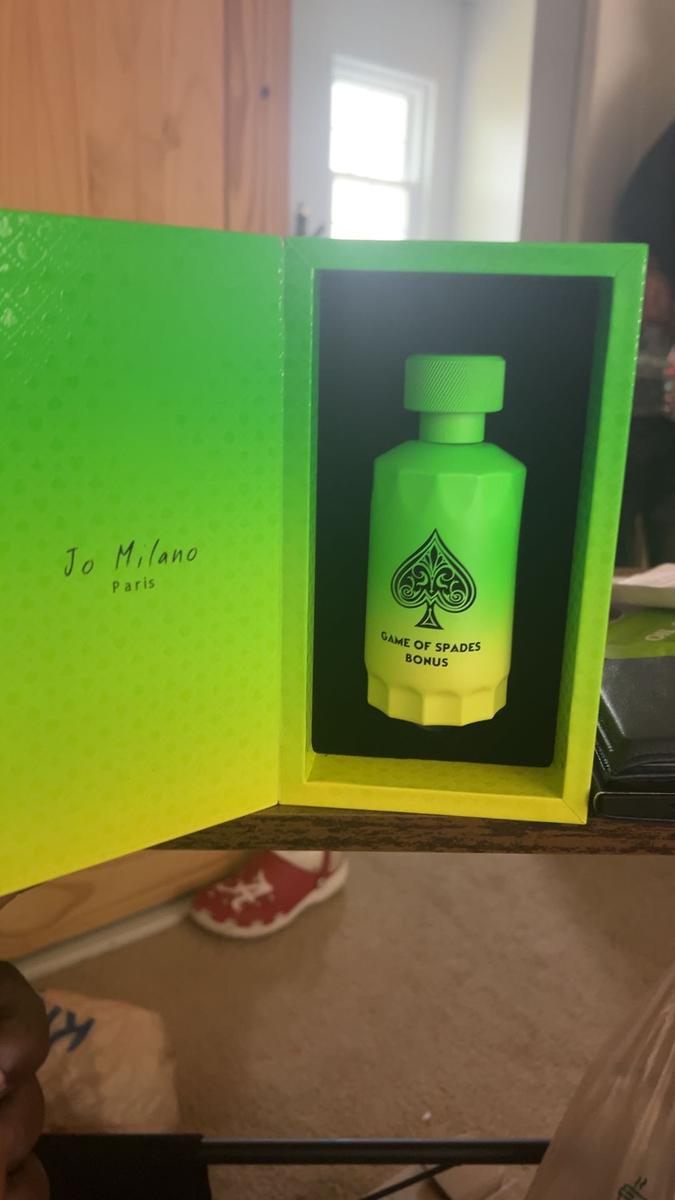 Jo Milano
Paris
GAME OF SPADES
BONUS